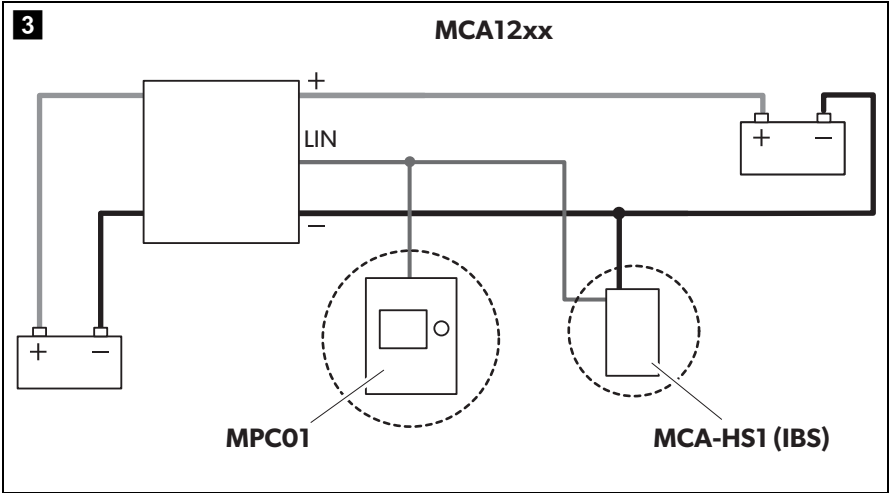 3
MCA12xx
+
LIN
−
+ −
+ −
MPC01
MCA-HS1 (IBS)